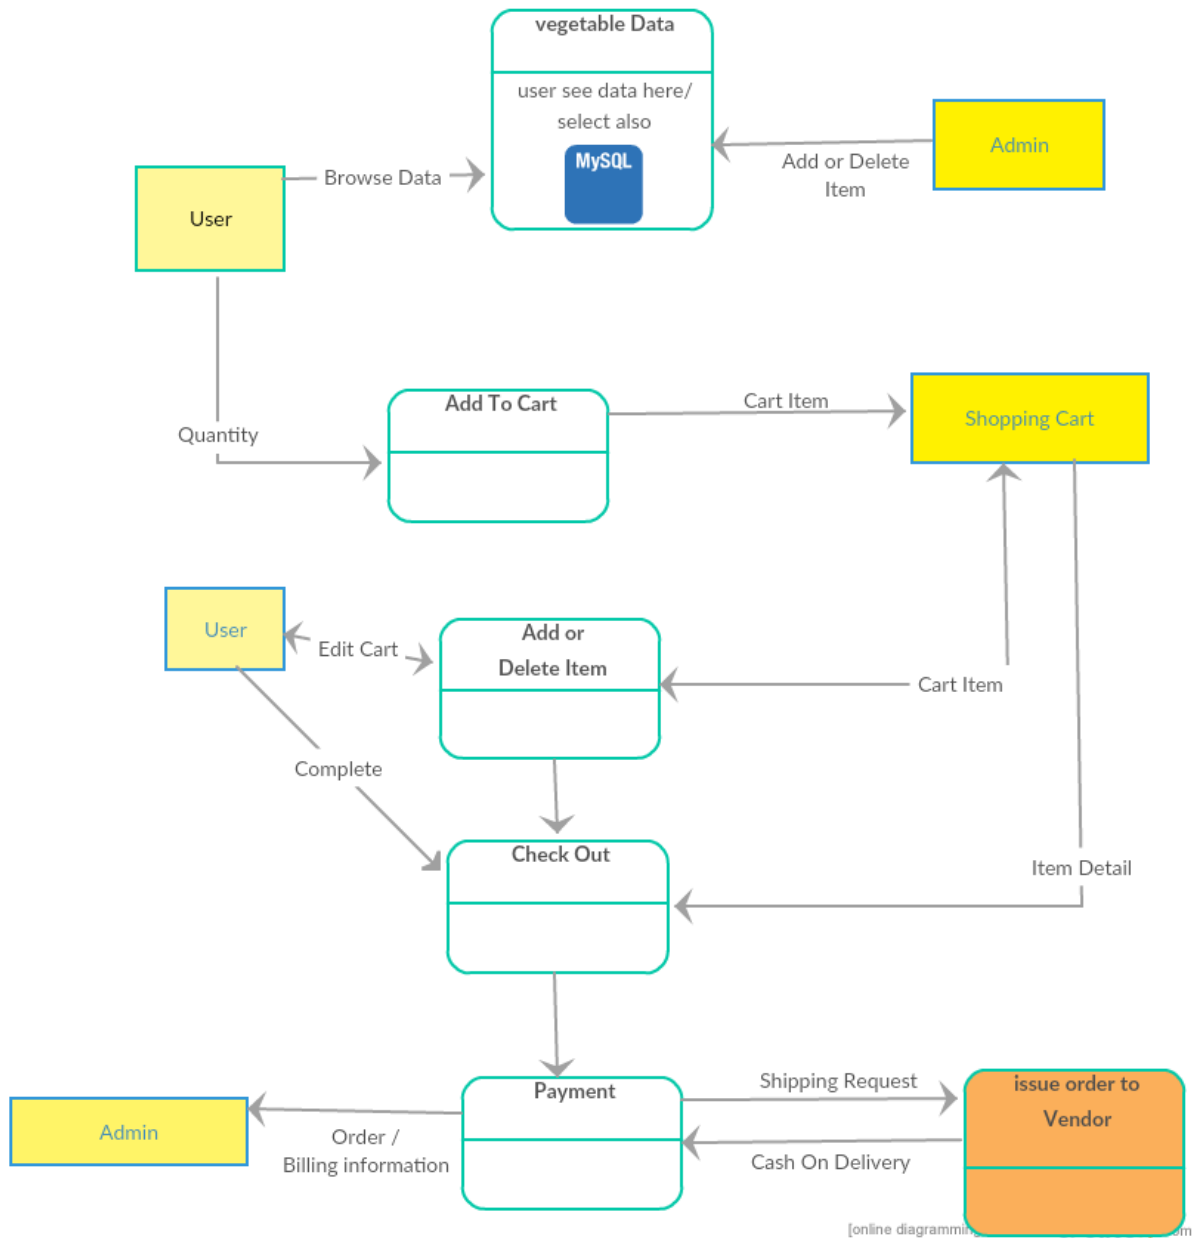 vegetable Data
user see data here/
select also
MySQL
Admin
Add or Delete
Item
Browse Data
User
Quantity
Add To Cart
Cart Item
Shopping Cart
User
Edit Cart
Add or
Delete Item
Cart Item
Complete
Check Out
Item Detail
Payment
Shipping Request
issue order to
Vendor
Admin
Order /
Billing information
Cash On Delivery
[online diagramming